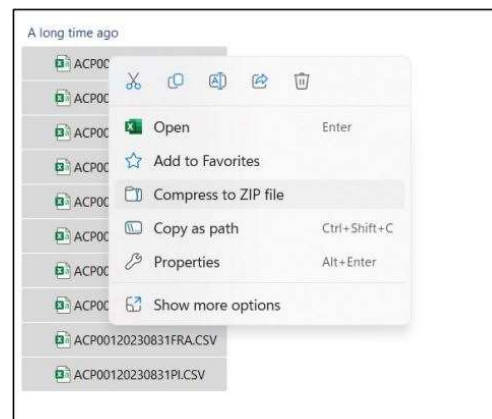 A long time ago
ACP00
ACP00
ACP00
ACP00
ACP00
ACP00
ACP00
ACP00
ACP00120230831FRA.CSV
ACP00120230831PI.CSV
Open Enter
Add to Favorites
Compress to ZIP file
Copy as path Ctrl+Shift+C
Properties Alt+Enter
Show more options